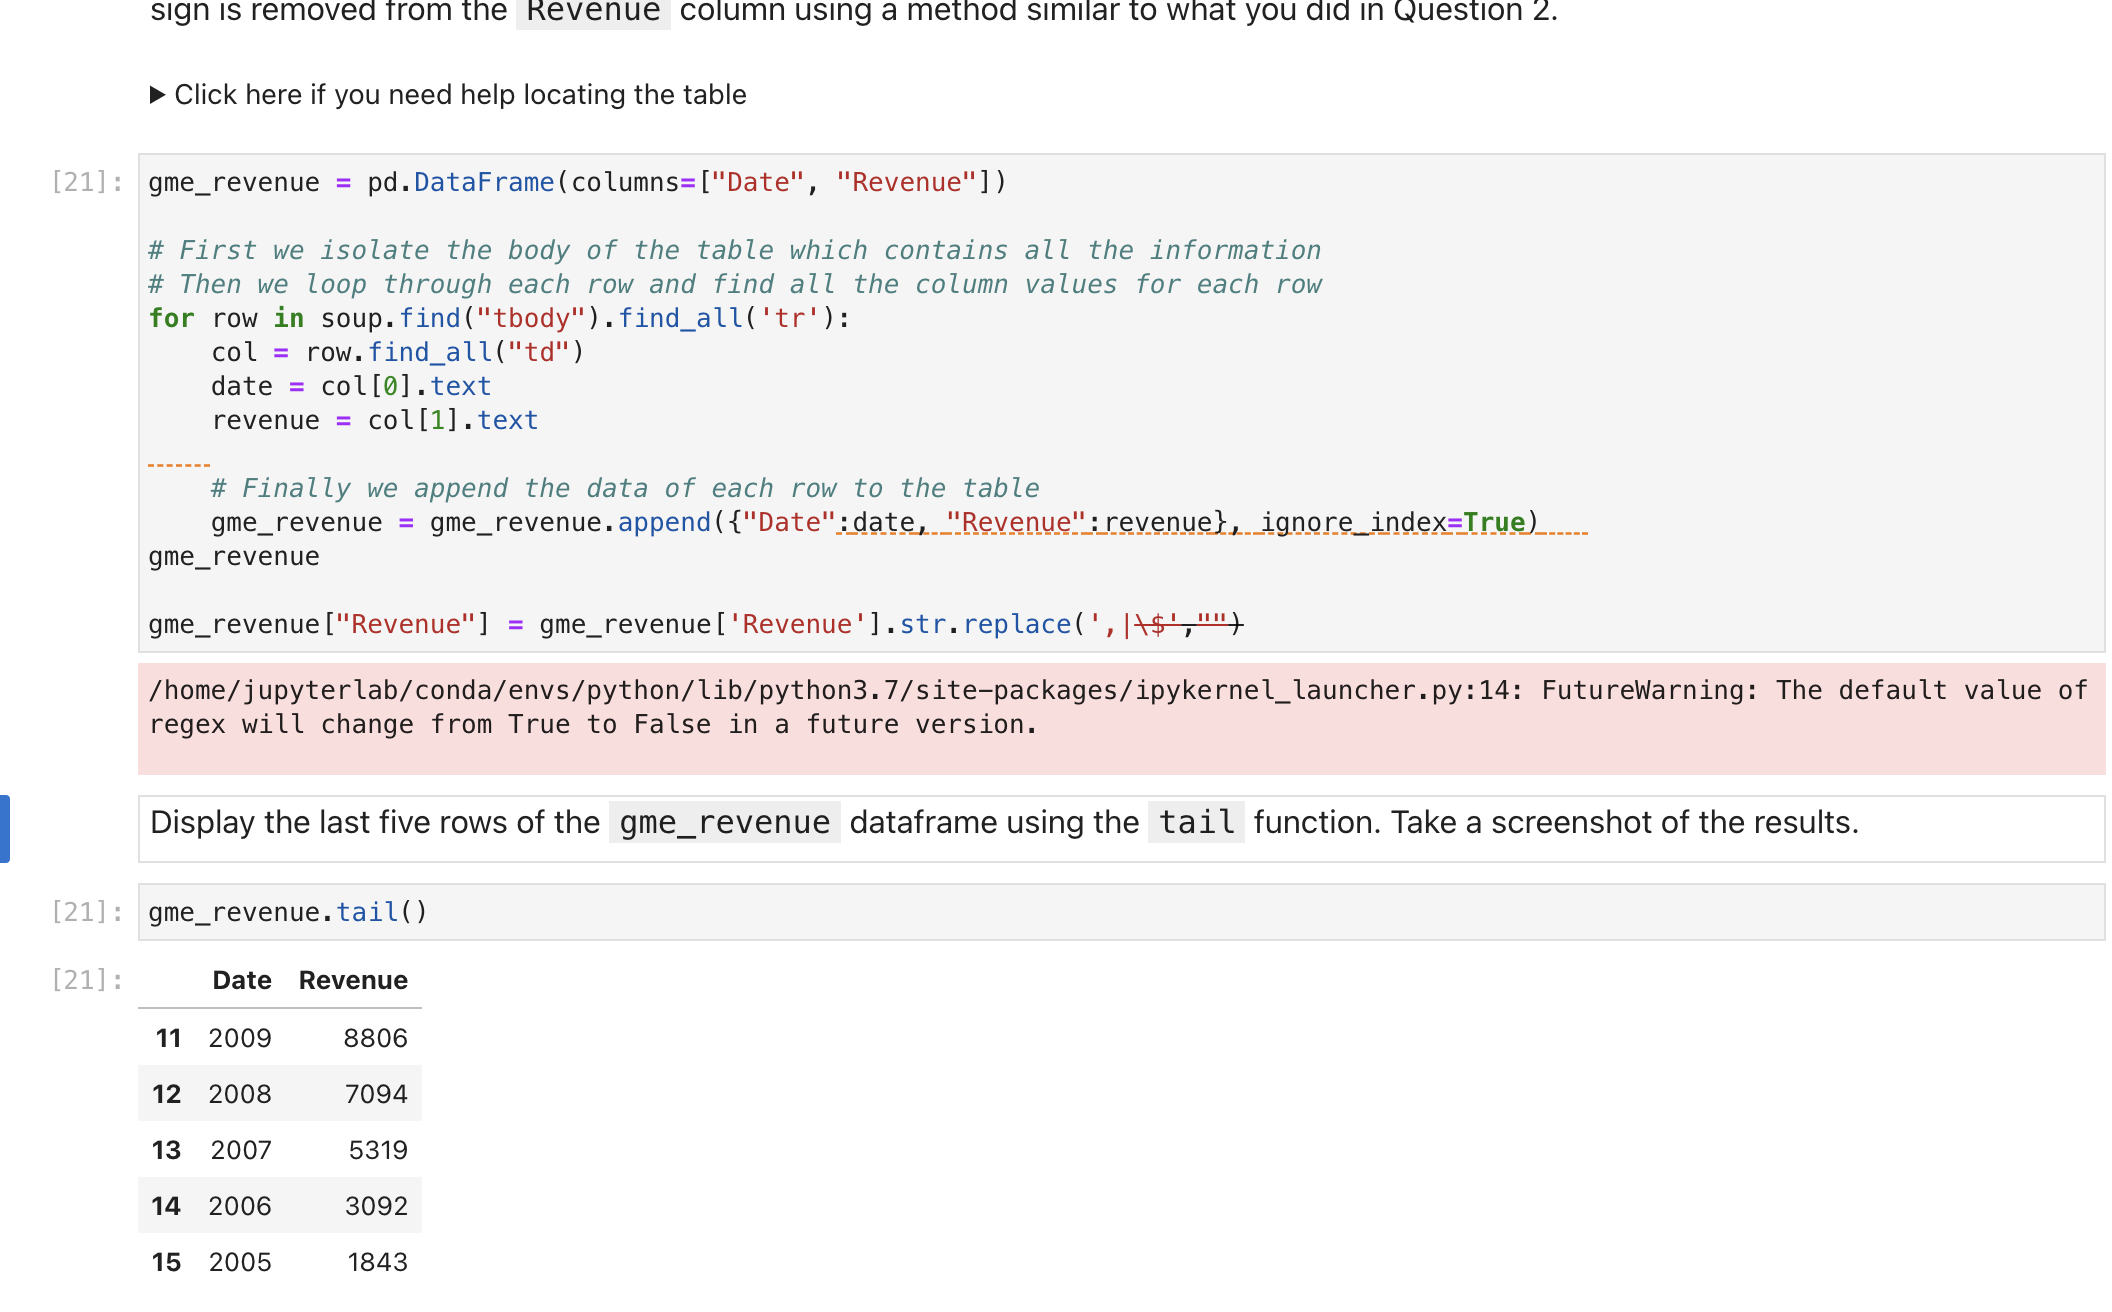 sign is removed from the Revenue column using a method similar to what you did in Question 2.
▶ Click here if you need help locating the table
[21]: gme_revenue = pd.DataFrame(columns=["Date", "Revenue"])
# First we isolate the body of the table which contains all the information
# Then we loop through each row and find all the column values for each row
for row in soup.find("tbody").find_all('tr'):
    col = row.find_all("td")
    date = col[0].text
    revenue = col[1].text
    # Finally we append the data of each row to the table
    gme_revenue = gme_revenue.append({"Date":date, "Revenue":revenue}, ignore_index=True)
gme_revenue
gme_revenue["Revenue"] = gme_revenue['Revenue'].str.replace(',|\$',"")
/home/jupyterlab/conda/envs/python/lib/python3.7/site-packages/ipykernel_launcher.py:14: FutureWarning: The default value of
regex will change from True to False in a future version.
Display the last five rows of the gme_revenue dataframe using the tail function. Take a screenshot of the results.
[21]: gme_revenue.tail()
[21]: Date Revenue
11 2009 8806
12 2008 7094
13 2007 5319
14 2006 3092
15 2005 1843